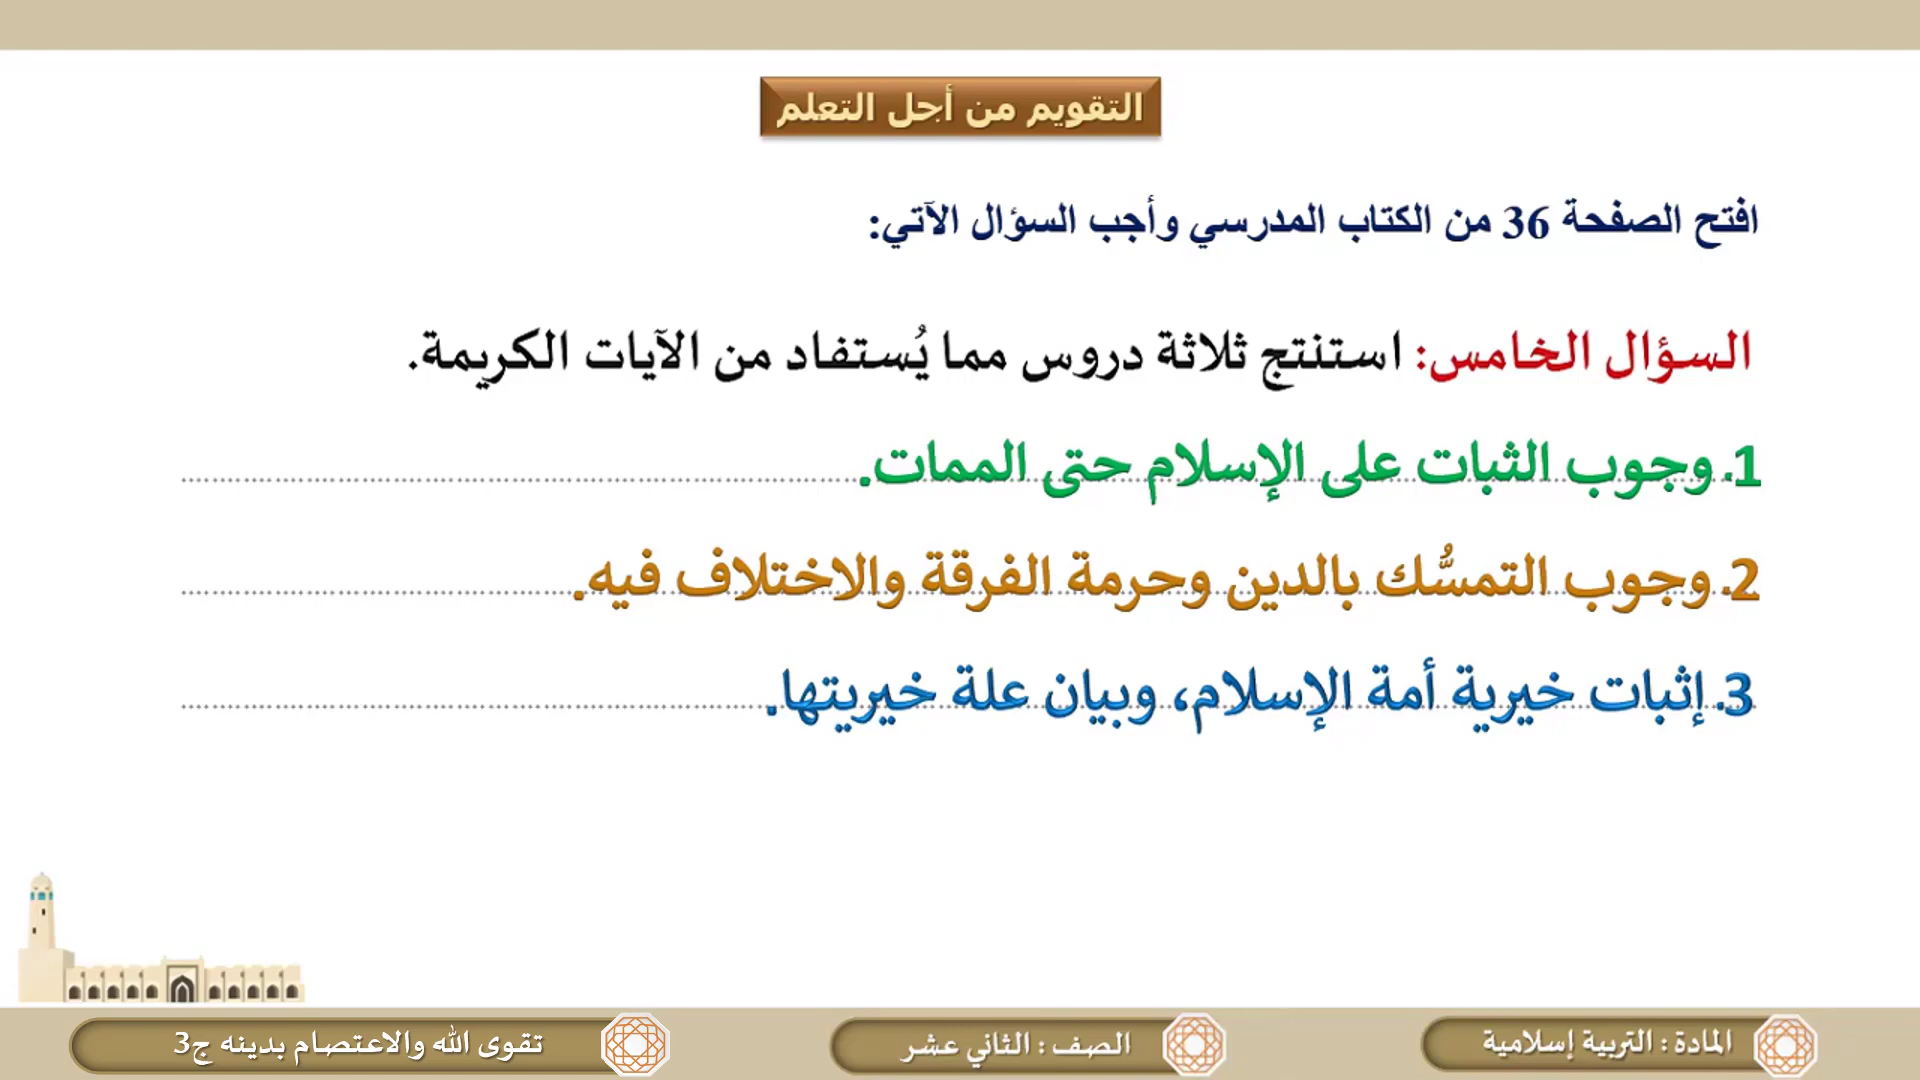 التقويم من أجل التعلم
افتح الصفحة 36 من الكتاب المدرسي وأجب السؤال الآتي:
السؤال الخامس: استنتج ثلاثة دروس مما يُستفاد من الآيات الكريمة.
1. وجوب الثبات على الإسلام حتى الممات.
2. وجوب التمسُّك بالدين وحرمة الفرقة والاختلاف فيه.
3. إثبات خيرية أمة الإسلام، وبيان علة خيريتها.
المادة : التربية إسلامية
الصف : الثاني عشر
تقوى الله والاعتصام بدينه ج3